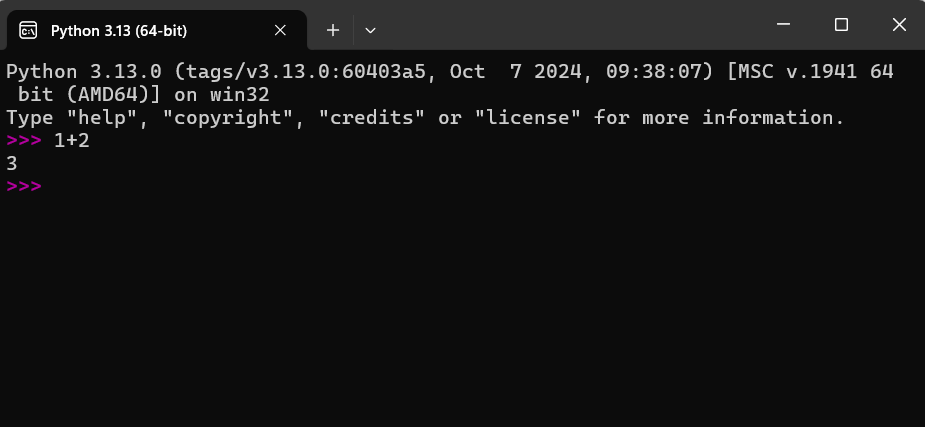 Python 3.13 (64-bit)
Python 3.13.0 (tags/v3.13.0:60403a5, Oct  7 2024, 09:38:07) [MSC v.1941 64
 bit (AMD64)] on win32
Type "help", "copyright", "credits" or "license" for more information.
>>> 1+2
3
>>>